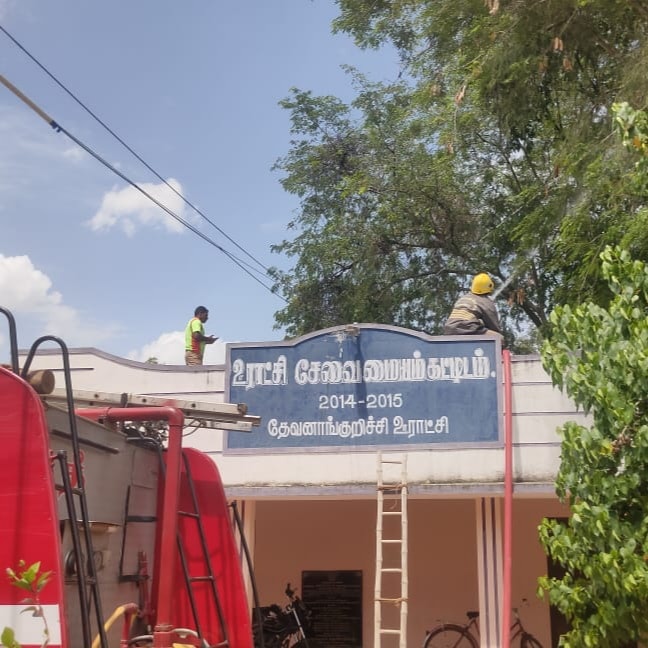 ஊராட்சி சேவை மையம் கட்டிடம்.
2014-2015
தேவனாங்குறிச்சி ஊராட்சி